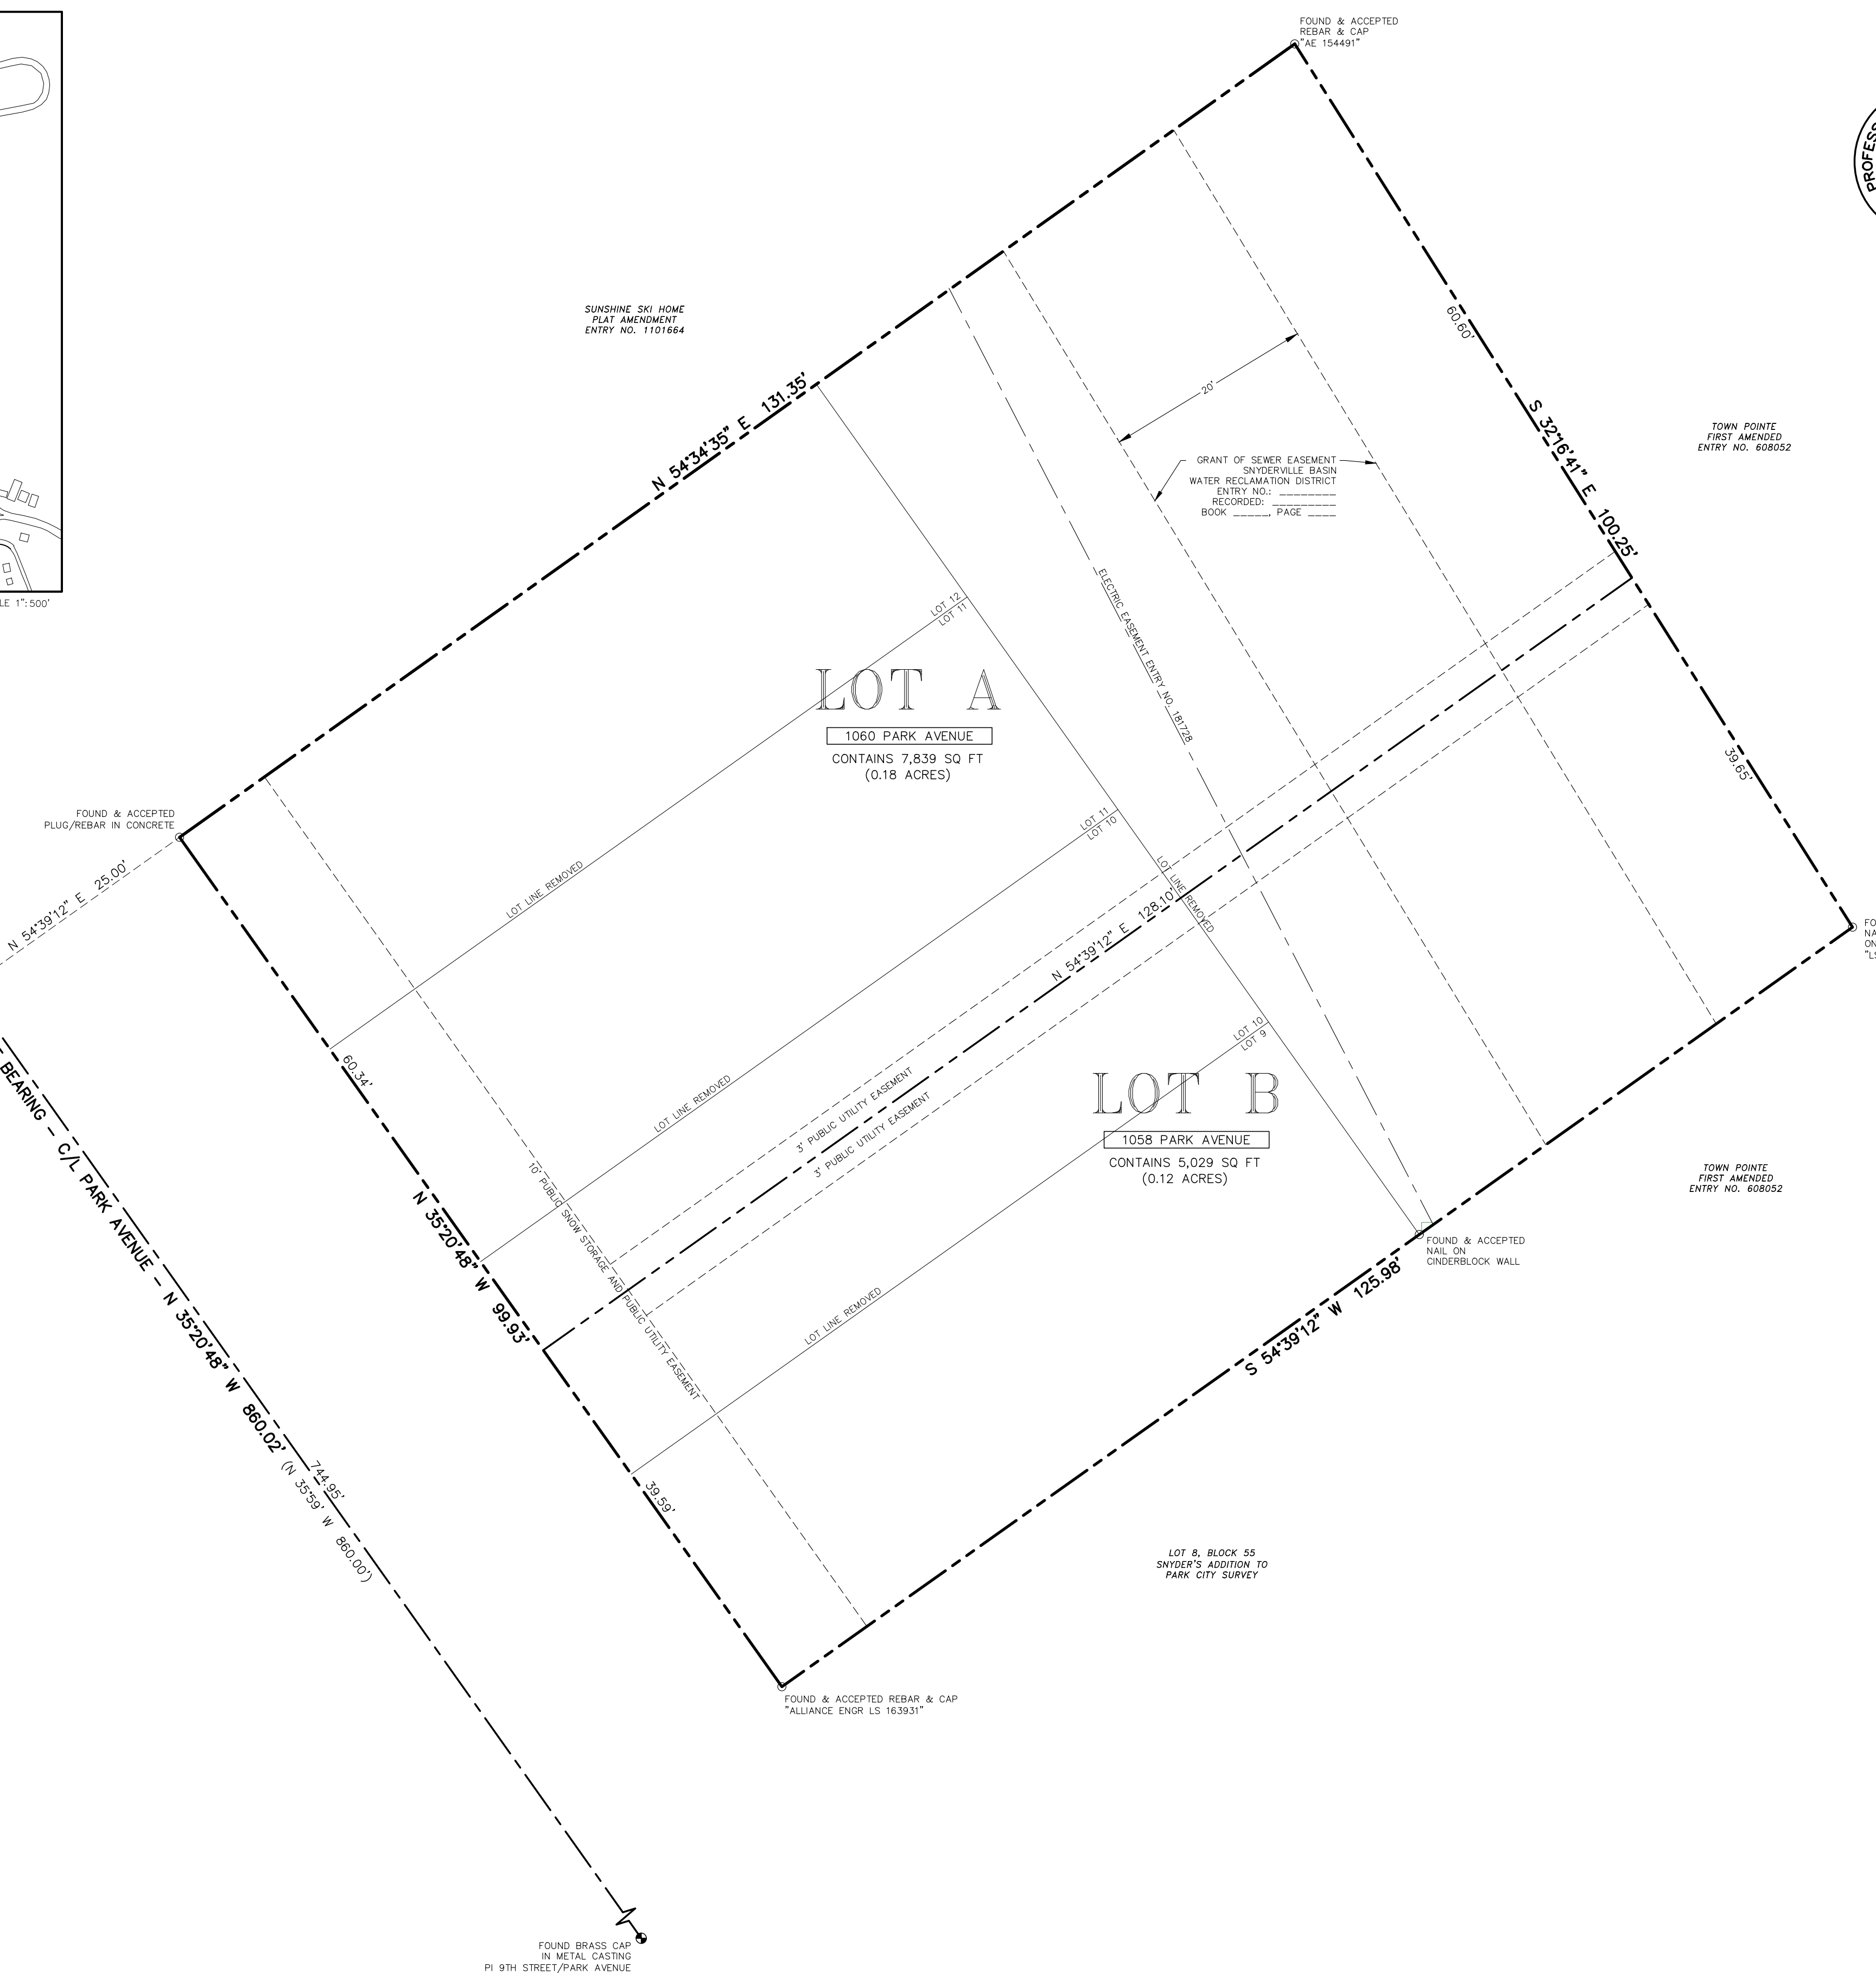 FOUND & ACCEPTED
REBAR & CAP
"AE 154491"
PROFESS
SUNSHINE SKI HOME
PLAT AMENDMENT
ENTRY NO. 1101664
60.60'
20'
N 54°34'35" E 131.35'
S 32°16'41" E 100.25'
TOWN POINTE
FIRST AMENDED
ENTRY NO. 608052
GRANT OF SEWER EASEMENT
SNYDERVILLE BASIN
WATER RECLAMATION DISTRICT
ENTRY NO.: ________
RECORDED: _________
BOOK _____, PAGE ____
1":500'
ELECTRIC EASEMENT ENTRY NO. 181728
LOT 12
LOT 11
LOT A
1060 PARK AVENUE
CONTAINS 7,839 SQ FT
(0.18 ACRES)
39.65'
FOUND & ACCEPTED
PLUG/REBAR IN CONCRETE
LOT 11
LOT 10
N 54°39'12" E 25.00'
LOT LINE REMOVED
LOT LINE REMOVED
N 54°39'12" E 128.10'
LOT 10
LOT 9
60.34'
LOT LINE REMOVED
3' PUBLIC UTILITY EASEMENT
3' PUBLIC UTILITY EASEMENT
LOT B
1058 PARK AVENUE
CONTAINS 5,029 SQ FT
(0.12 ACRES)
TOWN POINTE
FIRST AMENDED
ENTRY NO. 608052
BEARING - C/L PARK AVENUE - N 35°20'48" W 860.02'
744.95'
(N 35°59' W 860.00')
N 35°20'48" W 99.93'
10' PUBLIC SNOW STORAGE AND PUBLIC UTILITY EASEMENT
FOUND & ACCEPTED
NAIL ON
CINDERBLOCK WALL
LOT LINE REMOVED
S 54°39'12" W 125.98'
39.59'
LOT 8, BLOCK 55
SNYDER'S ADDITION TO
PARK CITY SURVEY
FOUND & ACCEPTED REBAR & CAP
"ALLIANCE ENGR LS 163931"
FOUND BRASS CAP
IN METAL CASTING
PI 9TH STREET/PARK AVENUE